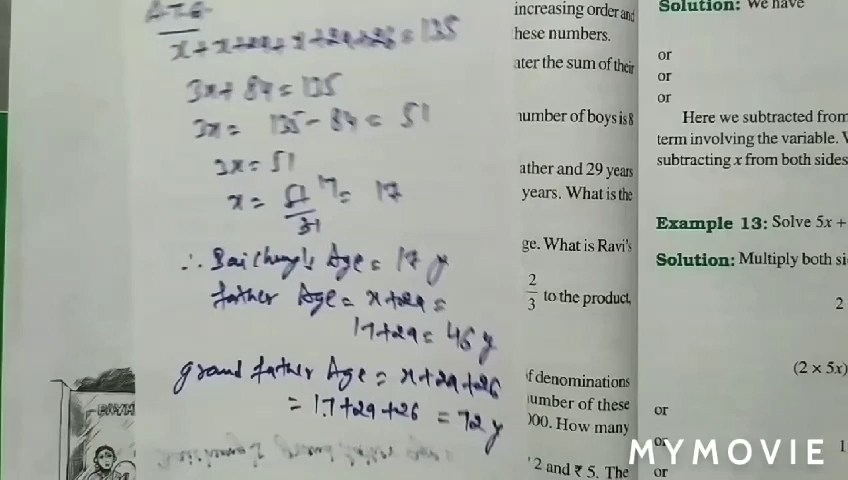 A.T.Q
x+x+29+x+29+26=135
3x+84=135
3x= 135-84= 51
3x=51
x= 51/3 17= 17
∴ Baichung's Age= 17 y
father Age= x+29=
17+29= 46 y
grand father Age= x+29+26
= 17+29+26 = 72 y
increasing order and
hese numbers.
ater the sum of their
number of boys is 8
ather and 29 years
years. What is the
ge. What is Ravi's
2/3 to the product,
f denominations
umber of these
000. How many
2 and ₹ 5. The
Solution: We have
or
or
or
Here we subtracted from
term involving the variable.
subtracting x from both sides
Example 13: Solve 5x +
Solution: Multiply both si
2
(2 × 5x)
or
or
1
or
MYMOVIE